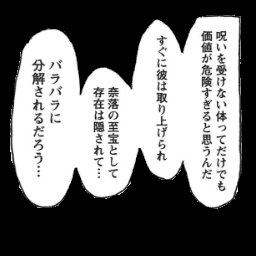 呪いを受けない体ってだけでも
価値が危険すぎると思うんだ
すぐに彼は取り上げられ
奈落の至宝として
存在は隠されて…
バラバラに
分解されるだろう…